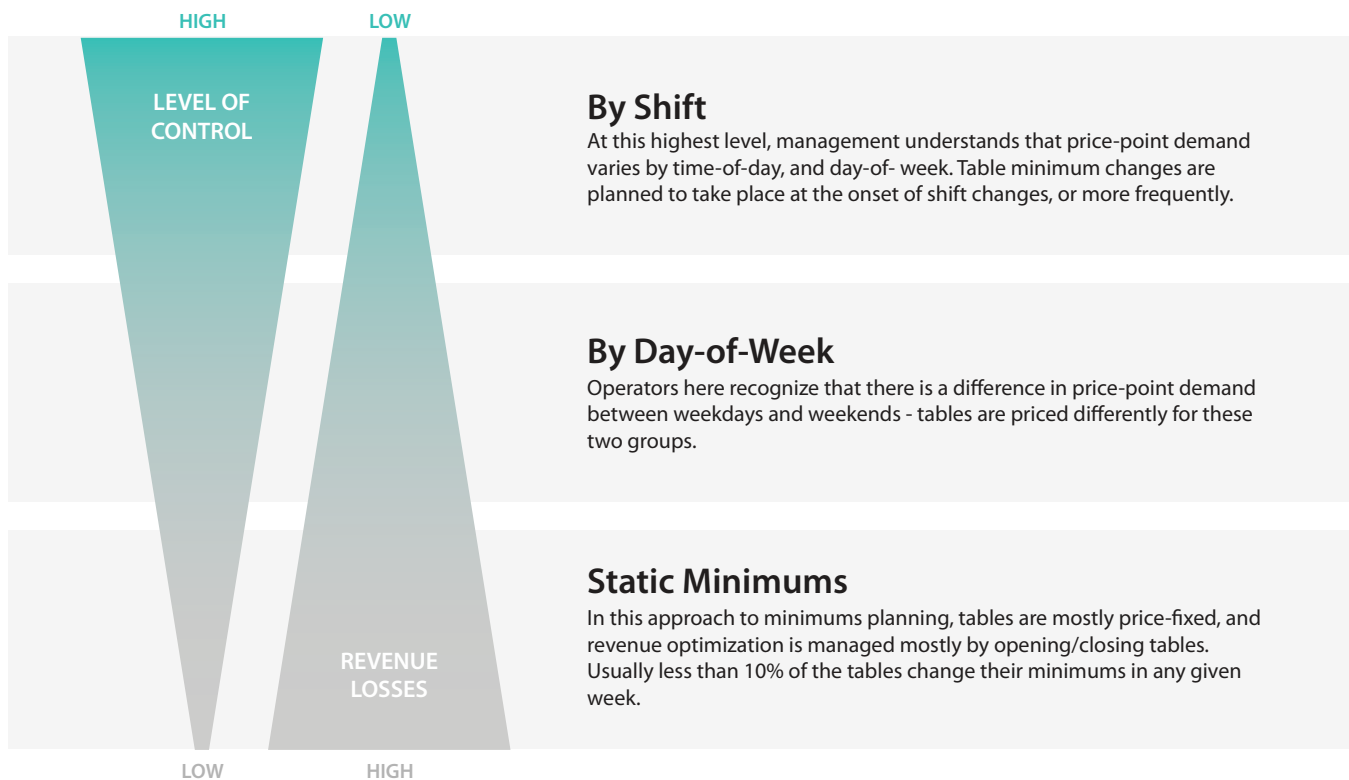 HIGH
LOW
LEVEL OF
CONTROL
By Shift
At this highest level, management understands that price-point demand
varies by time-of-day, and day-of- week. Table minimum changes are
planned to take place at the onset of shift changes, or more frequently.
By Day-of-Week
Operators here recognize that there is a difference in price-point demand
between weekdays and weekends - tables are priced differently for these
two groups.
Static Minimums
In this approach to minimums planning, tables are mostly price-fixed, and
revenue optimization is managed mostly by opening/closing tables.
Usually less than 10% of the tables change their minimums in any given
week.
REVENUE
LOSSES
LOW
HIGH